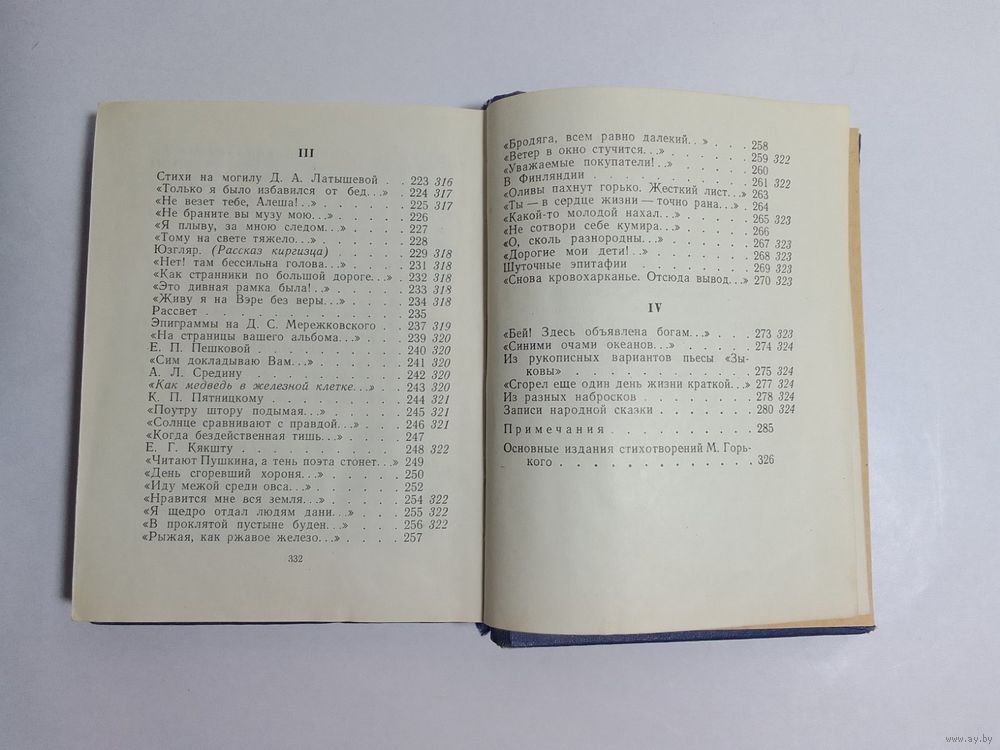 III
Стихи на могилу Д. А. Латышевой . . 223 316
«Только я было избавился от бед. . .» . 224 317
«Не везет тебе, Алеша!. .» . . . . . 225 317
«Не браните вы музу мою. . .» . . . . 226
«Я плыву, за мною следом. . .» . . . . 227
«Тому на свете тяжело. . .» . . . . . 228
Юзгляр. (Рассказ киргизца) . . . . . 229 318
«Нет! там бессильна голова. . .» . . . . 231 318
«Как странники по большой дороге. . .» . 232 318
«Это дивная рамка была!. .» . . . . . 233 318
«Живу я на Вэре без веры. . .» . . . . 234 318
Рассвет . . . . . . . . . . . . 235
Эпиграммы на Д. С. Мережковского . . 237 319
«На страницы вашего альбома. . .» . . . 239 320
Е. П. Пешковой . . . . . . . . . 240 320
«Сим докладываю Вам. . .» . . . . . 241 320
А. Л. Средину . . . . . . . . . . 242 320
«Как медведь в железной клетке. . .» . . 243 320
К. П. Пятницкому . . . . . . . . . 244 321
«Поутру штору подымая. . .» . . . . . 245 321
«Солнце сравнивают с правдой. . .» . . . 246 321
«Когда бездейственная тишь. . .» . . . . 247
Е. Г. Кякшту . . . . . . . . . . 248 322
«Читают Пушкина, а тень поэта стонет. . .» 249
«День сгоревший хороня. . .» . . . . . 250
«Иду межой среди овса. . .» . . . . . 252
«Нравится мне вся земля. . .» . . . . 254 322
«Я щедро отдал людям дани. . .» . . . 255 322
«В проклятой пустыне буден. . .» . . . 256 322
«Рыжая, как ржавое железо. . .» . . . . 257
332
«Бродяга, всем равно далекий. . » . . . 258
«Ветер в окно стучится. . .» . . . . . 259 322
«Уважаемые покупатели!. .» . . . . . 260
В Финляндии . . . . . . . . . . 261 322
«Оливы пахнут горько. Жесткий лист. . .» 263
«Ты — в сердце жизни — точно рана. . .» . 264
«Какой-то молодой нахал. . .» . . . . 265 323
«Не сотвори себе кумира. . .» . . . . . 266
«О, сколь разнородны. . .» . . . . . . 267 323
«Дорогие мои дети!. .» . . . . . . . 268 323
Шуточные эпитафии . . . . . . . . 269 323
«Снова кровохарканье. Отсюда вывод. . .» 270 323
IV
«Бей! Здесь объявлена богам. . .» . . . 273 323
«Синими очами океанов. . .» . . . . . 274 324
Из рукописных вариантов пьесы «Зы-
ковы» . . . . . . . . . . . . 275 324
«Сгорел еще один день жизни краткой. . .» 277 324
Из разных набросков . . . . . . . . 278 324
Записи народной сказки . . . . . . . 280 324
Примечания . . . . . . . . . . . 285
Основные издания стихотворений М. Горь-
кого . . . . . . . . . . . . . 326
www.ay.by